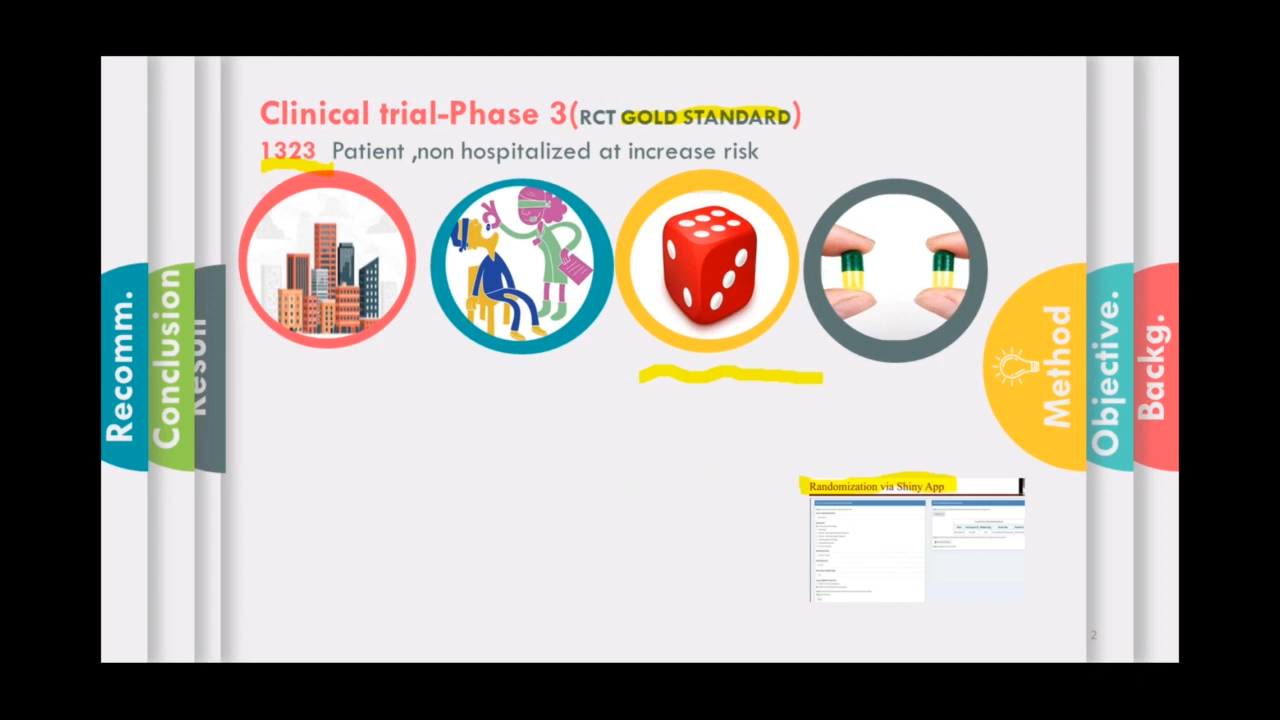 Clinical trial-Phase 3(RCT GOLD STANDARD)
1323 Patient ,non hospitalized at increase risk
Recomm.
Conclusion
Method
Objective.
Backg.
Randomization via Shiny App
2